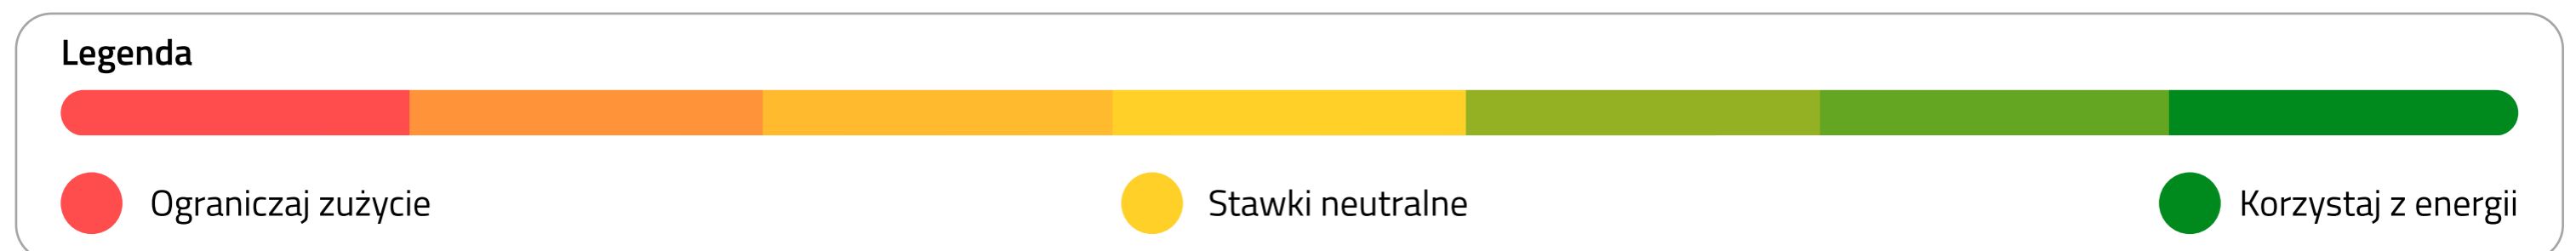 Legenda
Ograniczaj zużycie
Stawki neutralne
Korzystaj z energii